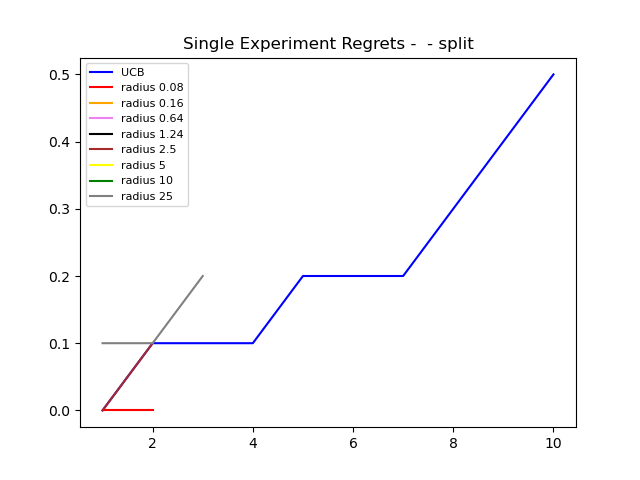 Single Experiment Regrets -  - split
UCB
radius 0.08
radius 0.16
radius 0.64
radius 1.24
radius 2.5
radius 5
radius 10
radius 25
0.5
0.4
0.3
0.2
0.1
0.0
2 4 6 8 10